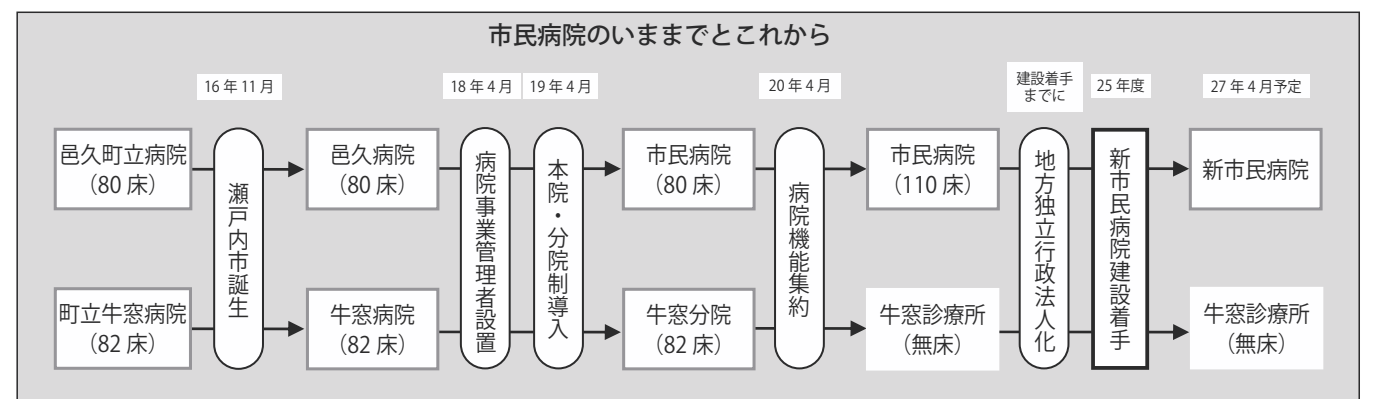 市民病院のいままでとこれから
16年11月
18年4月
19年4月
20年4月
建設着手
までに
25年度
27年4月予定
邑久町立病院
（80床）
町立牛窓病院
（82床）
瀬戸内市誕生
邑久病院
（80床）
牛窓病院
（82床）
病院事業管理者設置
本院・分院制導入
市民病院
（80床）
牛窓分院
（82床）
病院機能集約
市民病院
（110床）
牛窓診療所
（無床）
地方独立行政法人化
新市民病院建設着手
新市民病院
牛窓診療所
（無床）